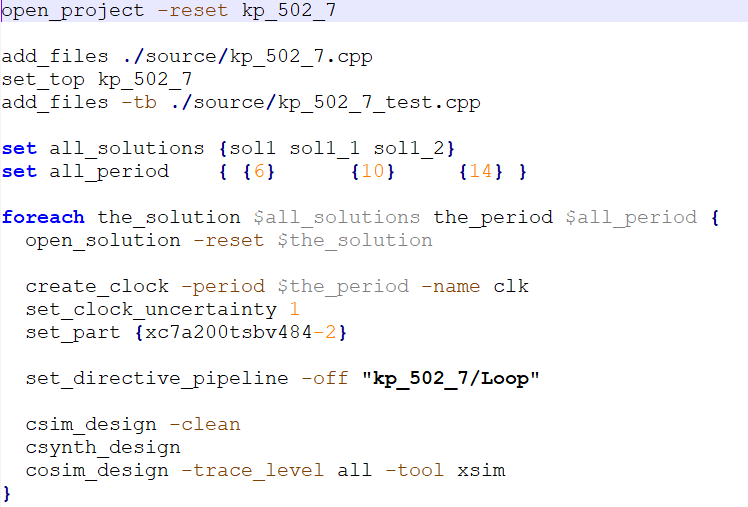 open_project -reset kp_502_7
add_files ./source/kp_502_7.cpp
set_top kp_502_7
add_files -tb ./source/kp_502_7_test.cpp
set all_solutions {sol1 sol1_1 sol1_2}
set all_period    { {6}      {10}     {14} }
foreach the_solution $all_solutions the_period $all_period {
  open_solution -reset $the_solution
  create_clock -period $the_period -name clk
  set_clock_uncertainty 1
  set_part {xc7a200tsbv484-2}
  set_directive_pipeline -off "kp_502_7/Loop"
  csim_design -clean
  csynth_design
  cosim_design -trace_level all -tool xsim
}